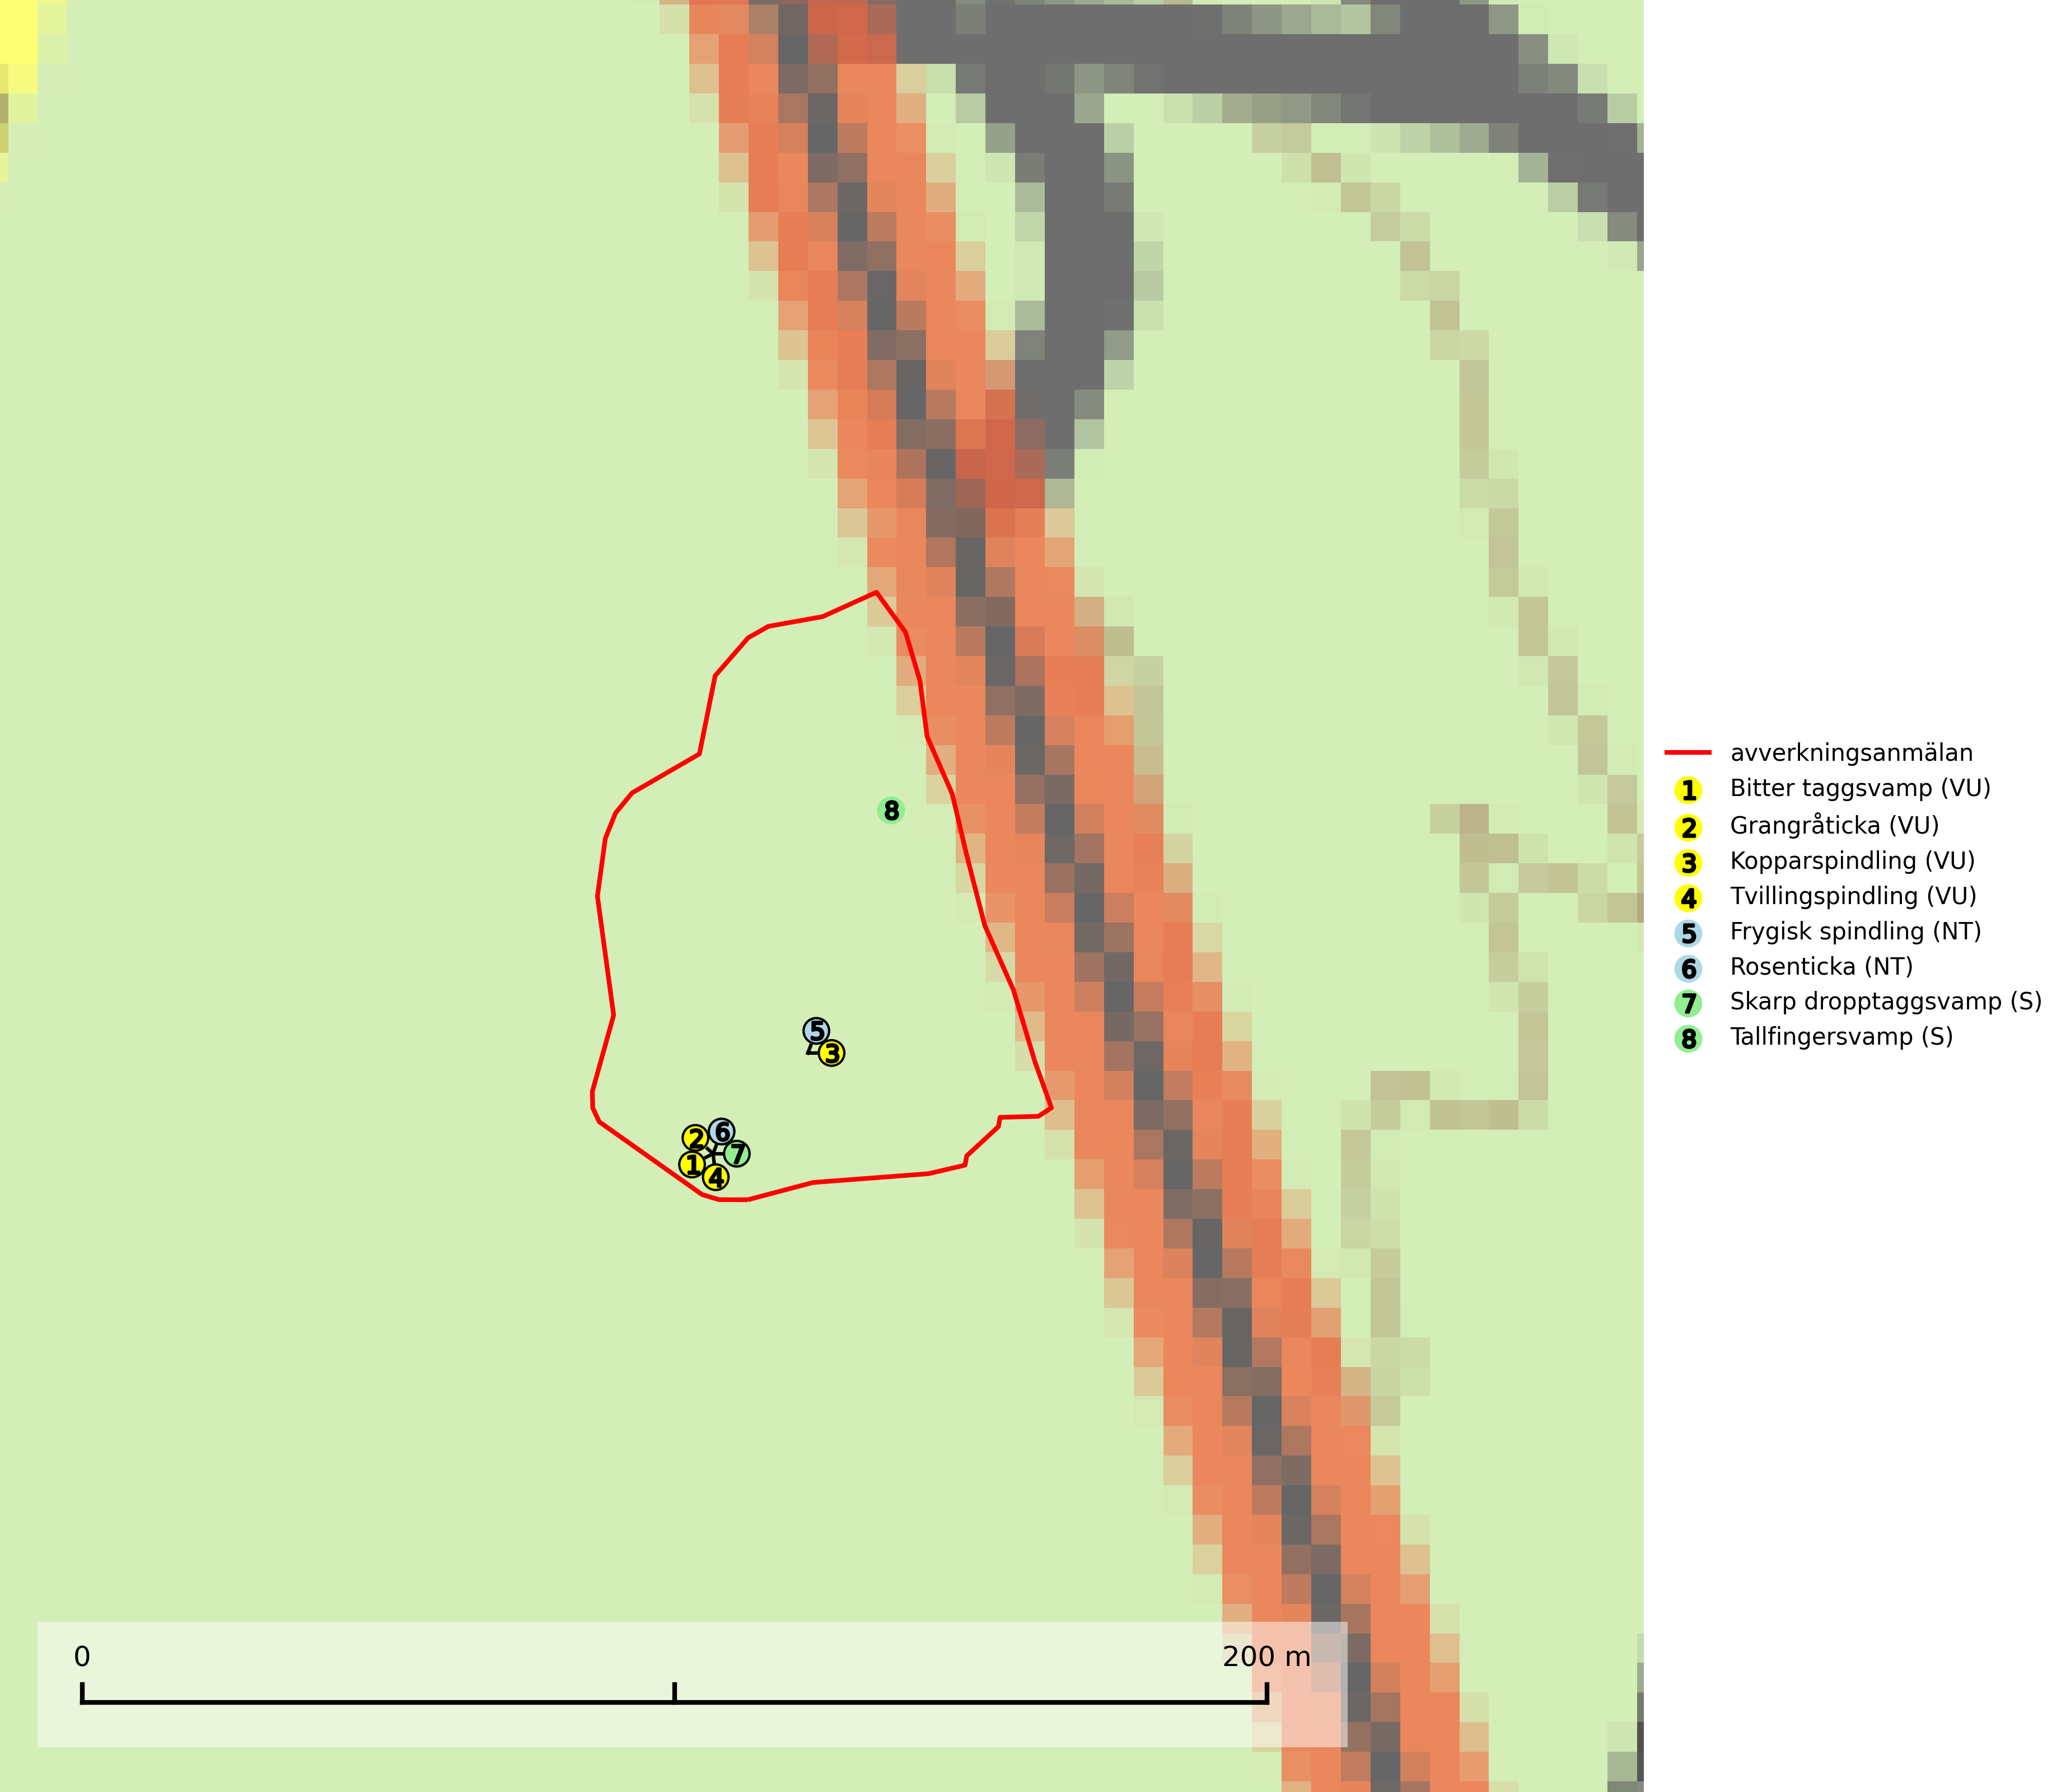 8
5
3
2
6
7
1
4
0
200 m
avverkningsanmälan
1 Bitter taggsvamp (VU)
2 Grangråticka (VU)
3 Kopparspindling (VU)
4 Tvillingspindling (VU)
5 Frygisk spindling (NT)
6 Rosenticka (NT)
7 Skarp dropptaggsvamp (S)
8 Tallfingersvamp (S)